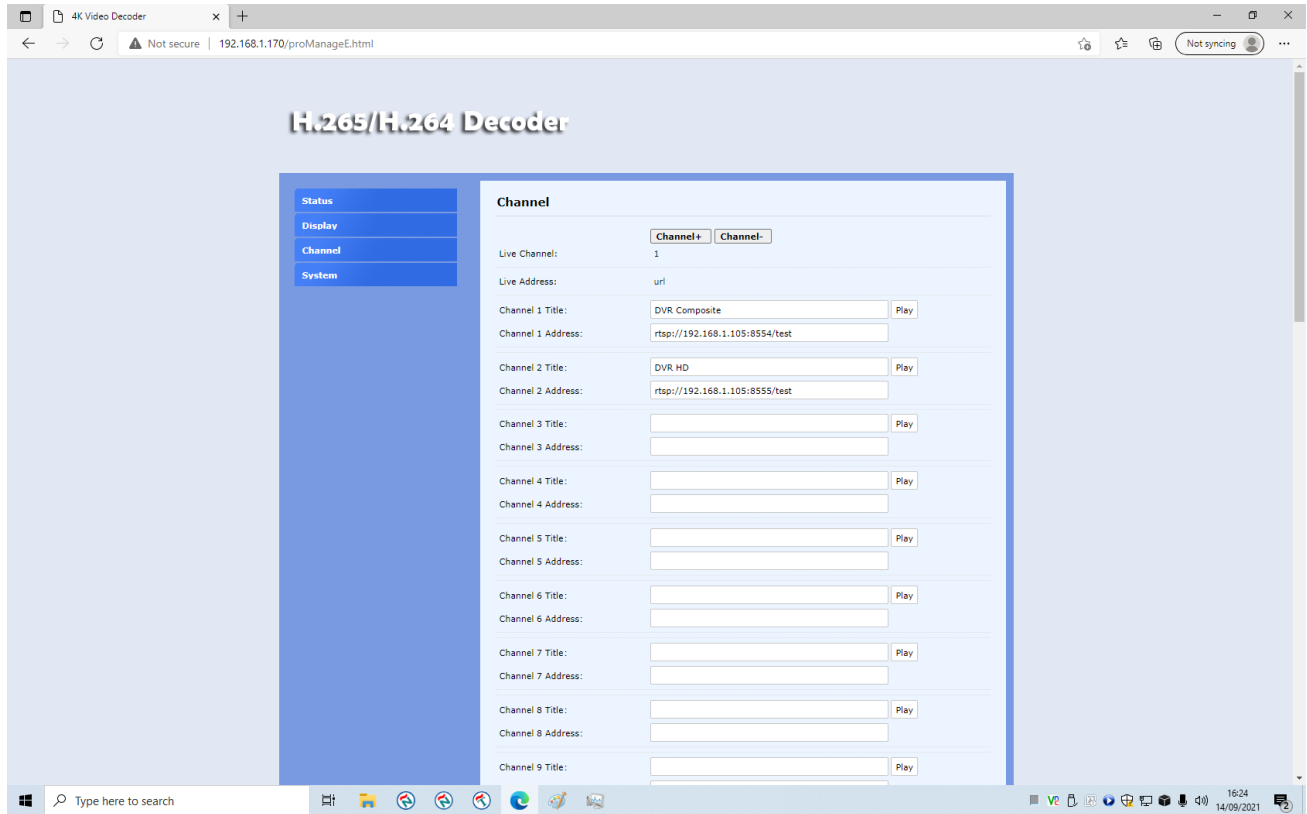 4K Video Decoder
Not secure | 192.168.1.170/proManageE.html
Not syncing
H.265/H.264 Decoder
Status
Display
Channel
System
Channel
Channel+ Channel-
Live Channel: 1
Live Address: url
Channel 1 Title: DVR Composite Play
Channel 1 Address: rtsp://192.168.1.105:8554/test
Channel 2 Title: DVR HD Play
Channel 2 Address: rtsp://192.168.1.105:8555/test
Channel 3 Title: Play
Channel 3 Address:
Channel 4 Title: Play
Channel 4 Address:
Channel 5 Title: Play
Channel 5 Address:
Channel 6 Title: Play
Channel 6 Address:
Channel 7 Title: Play
Channel 7 Address:
Channel 8 Title: Play
Channel 8 Address:
Channel 9 Title: Play
Type here to search
16:24
14/09/2021
2